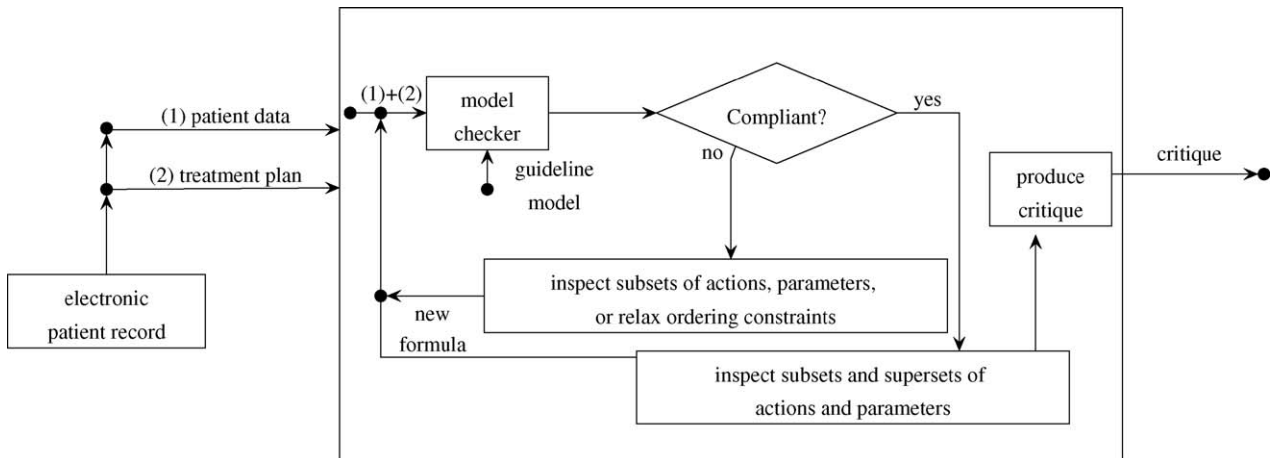 (1) patient data
(2) treatment plan
electronic
patient record
(1)+(2)
model
checker
guideline
model
Compliant?
yes
no
inspect subsets of actions, parameters,
or relax ordering constraints
new
formula
inspect subsets and supersets of
actions and parameters
produce
critique
critique